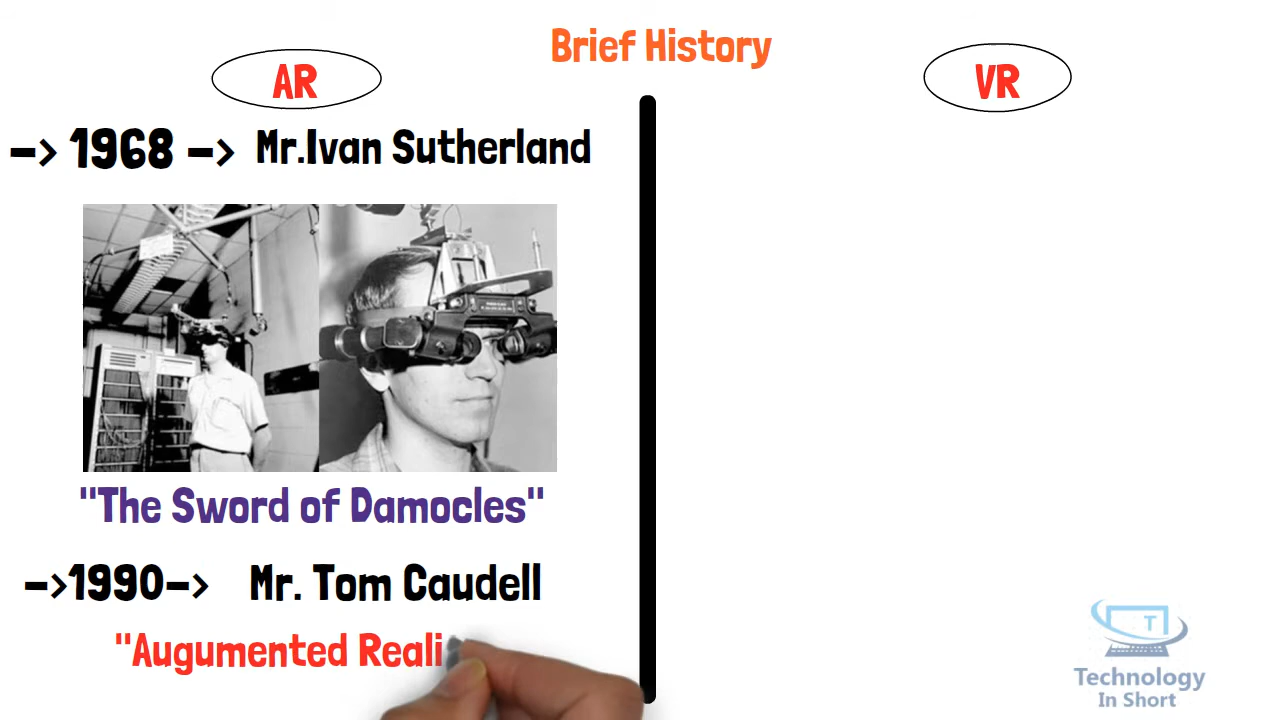 Brief History
AR
VR
–> 1968 –> Mr.Ivan Sutherland
"The Sword of Damocles"
–>1990–> Mr. Tom Caudell
"Augumented Reali
T
Technology
In Short